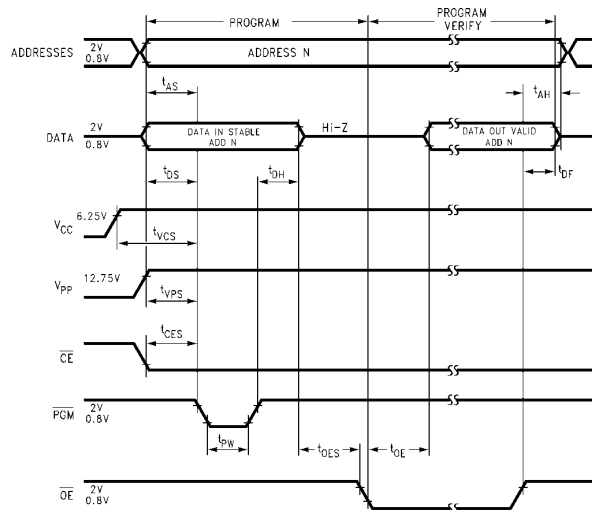 PROGRAM
PROGRAM
VERIFY
ADDRESSES
2V
0.8V
ADDRESS N
tAS
tAH
DATA
2V
0.8V
DATA IN STABLE
ADD N
Hi-Z
DATA OUT VALID
ADD N
tDS
tDH
tDF
VCC
6.25V
tVCS
VPP
12.75V
tVPS
CE
tCES
PGM
2V
0.8V
tPW
tOES
tOE
OE
2V
0.8V